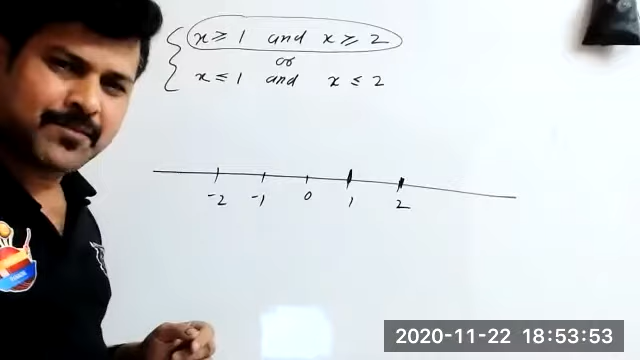 x ≥ 1 and x ≥ 2
or
x ≤ 1 and x ≤ 2
-2 -1 0 1 2
2020-11-22 18:53:53